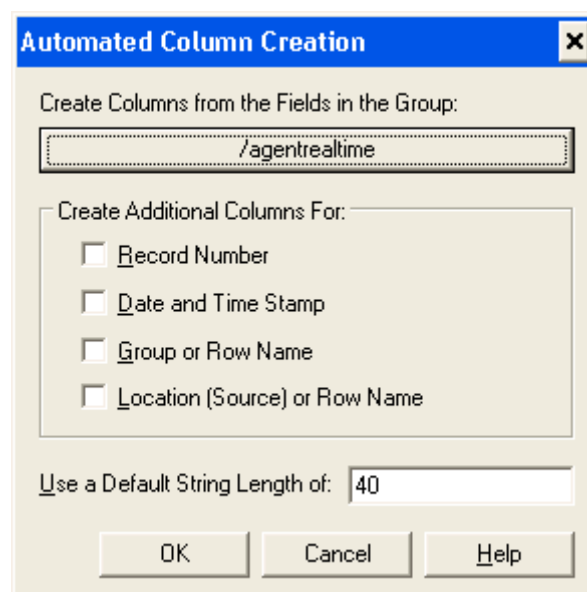 Automated Column Creation
Create Columns from the Fields in the Group:
/agentrealtime
Create Additional Columns For:
Record Number
Date and Time Stamp
Group or Row Name
Location (Source) or Row Name
Use a Default String Length of: 40
OK Cancel Help